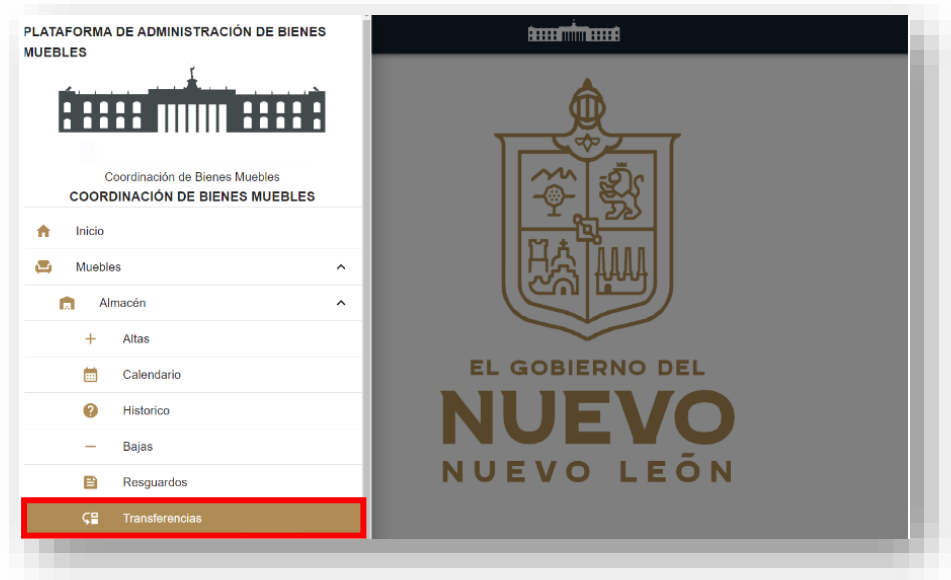 PLATAFORMA DE ADMINISTRACIÓN DE BIENES
MUEBLES
Coordinación de Bienes Muebles
COORDINACIÓN DE BIENES MUEBLES
Inicio
Muebles
Almacén
Altas
Calendario
Historico
Bajas
Resguardos
Transferencias
EL GOBIERNO DEL
NUEVO
NUEVO LEÓN